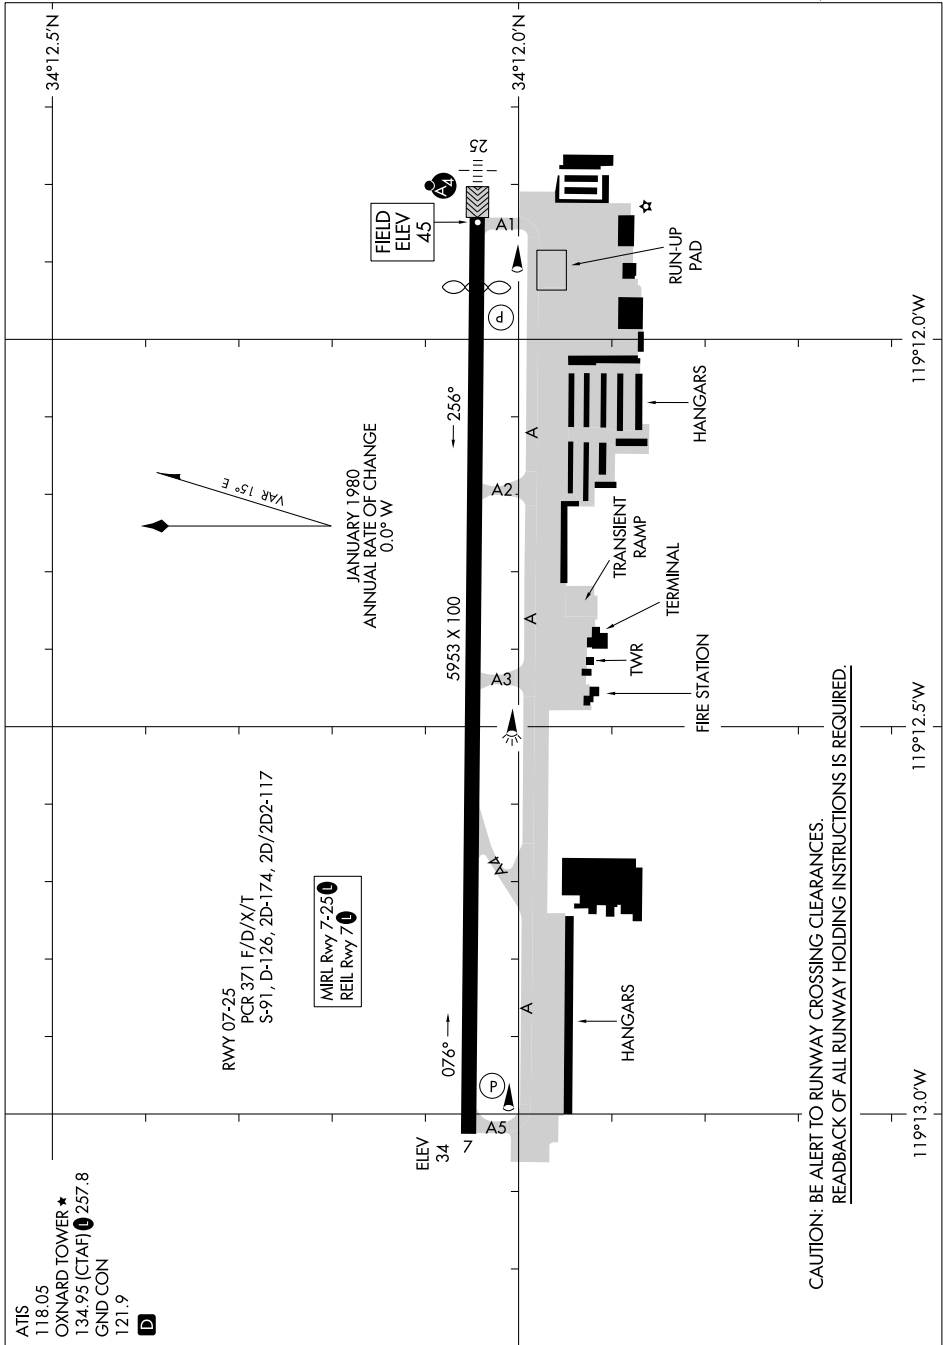 ATIS
118.05
OXNARD TOWER ★
134.95 (CTAF) L 257.8
GND CON
121.9
D
RWY 07-25
PCR 371 F/D/X/T
S-91, D-126, 2D-174, 2D/2D2-117
MIRL Rwy 7-25 L
REIL Rwy 7 L
VAR 15° E
JANUARY 1980
ANNUAL RATE OF CHANGE
0.0° W
34°12.5'N
34°12.0'N
FIELD
ELEV
45
A4
25
A1
P
256°
5953 X 100
076°
ELEV
34
7
A5
P
A4
A3
A2
A
A
A
RUN-UP
PAD
HANGARS
TRANSIENT
RAMP
TERMINAL
TWR
FIRE STATION
HANGARS
119°13.0'W
119°12.5'W
119°12.0'W
CAUTION: BE ALERT TO RUNWAY CROSSING CLEARANCES.
READBACK OF ALL RUNWAY HOLDING INSTRUCTIONS IS REQUIRED.